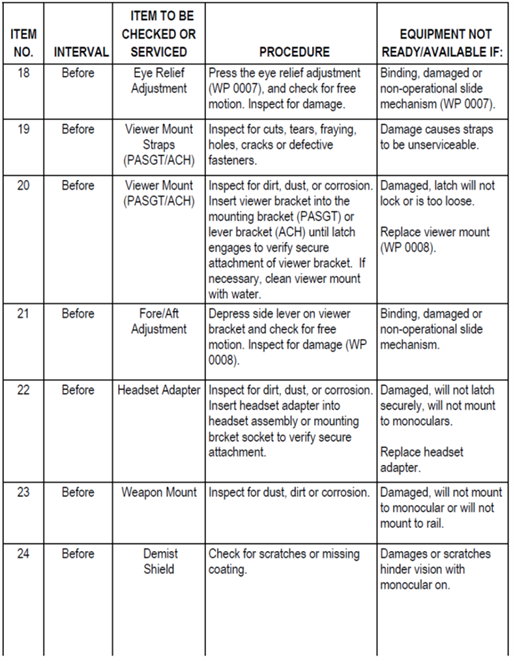 ITEM NO.
INTERVAL
ITEM TO BE CHECKED OR SERVICED
PROCEDURE
EQUIPMENT NOT READY/AVAILABLE IF:
18
Before
Eye Relief
Adjustment
Press the eye relief adjustment
(WP 0007), and check for free
motion. Inspect for damage.
Binding, damaged or
non-operational slide
mechanism (WP 0007).
19
Before
Viewer Mount
Straps
(PASGT/ACH)
Inspect for cuts, tears, fraying,
holes, cracks or defective
fasteners.
Damage causes straps
to be unserviceable.
20
Before
Viewer Mount
(PASGT/ACH)
Inspect for dirt, dust, or corrosion.
Insert viewer bracket into the
mounting bracket (PASGT) or
lever bracket (ACH) until latch
engages to verify secure
attachment of viewer bracket. If
necessary, clean viewer mount
with water.
Damaged, latch will not
lock or is too loose.
Replace viewer mount
(WP 0008).
21
Before
Fore/Aft
Adjustment
Depress side lever on viewer
bracket and check for free
motion. Inspect for damage (WP
0008).
Binding, damaged or
non-operational slide
mechanism.
22
Before
Headset Adapter
Inspect for dirt, dust, or corrosion.
Insert headset adapter into
headset assembly or mounting
brcket socket to verify secure
attachment.
Damaged, will not latch
securely, will not mount
to monoculars.
Replace headset
adapter.
23
Before
Weapon Mount
Inspect for dust, dirt or corrosion.
Damaged, will not mount
to monocular or will not
mount to rail.
24
Before
Demist
Shield
Check for scratches or missing
coating.
Damages or scratches
hinder vision with
monocular on.